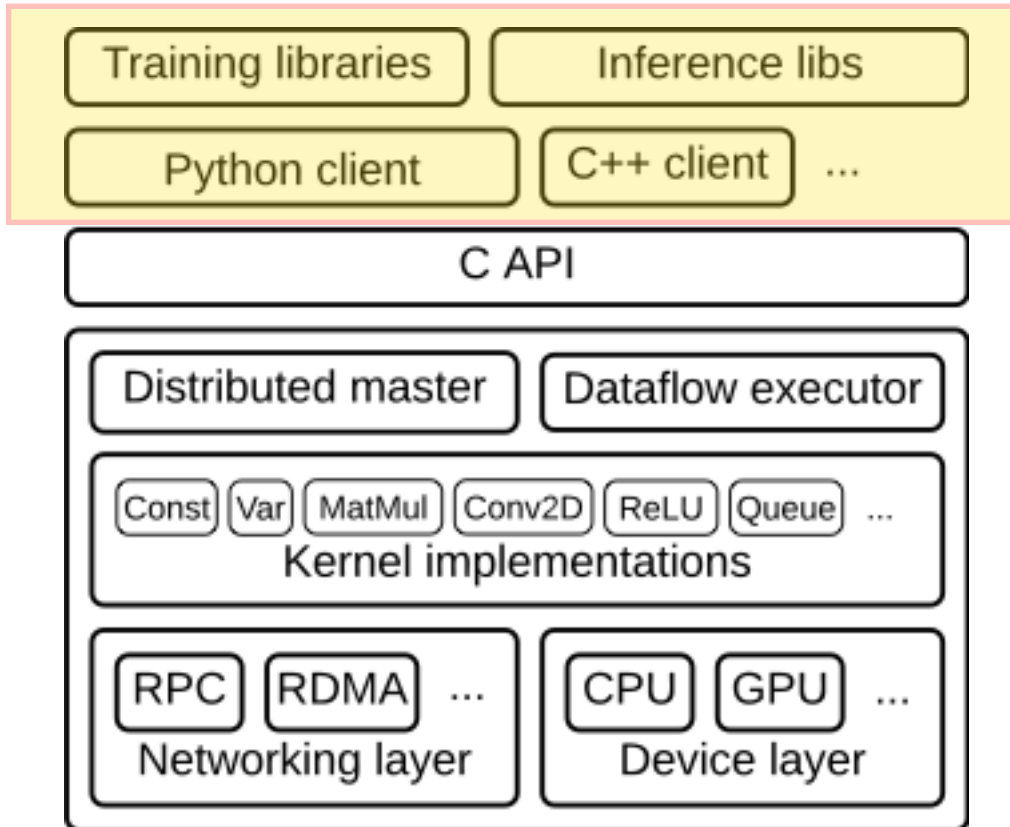 Training libraries
Inference libs
Python client
C++ client
...
C API
Distributed master
Dataflow executor
Const
Var
MatMul
Conv2D
ReLU
Queue
...
Kernel implementations
RPC
RDMA
...
Networking layer
CPU
GPU
...
Device layer